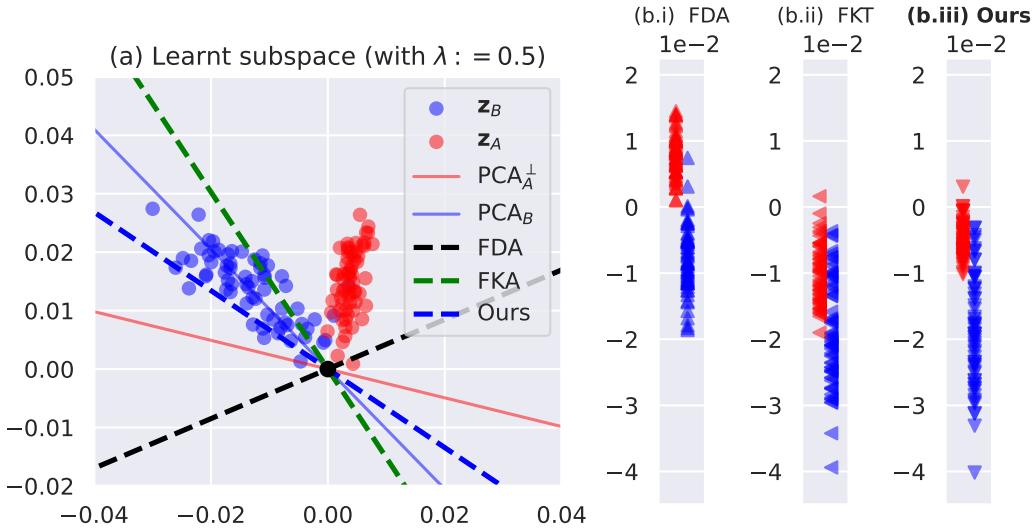 (b.i) FDA
(b.ii) FKT
(b.iii) Ours
1e−2
1e−2
1e−2
(a) Learnt subspace (with λ := 0.5)
0.05
0.04
0.03
0.02
0.01
0.00
−0.01
−0.02
−0.04
−0.02
0.00
0.02
0.04
z_B
z_A
PCA_A^⊥
PCA_B
FDA
FKA
Ours
2
1
0
−1
−2
−3
−4
2
1
0
−1
−2
−3
−4
2
1
0
−1
−2
−3
−4